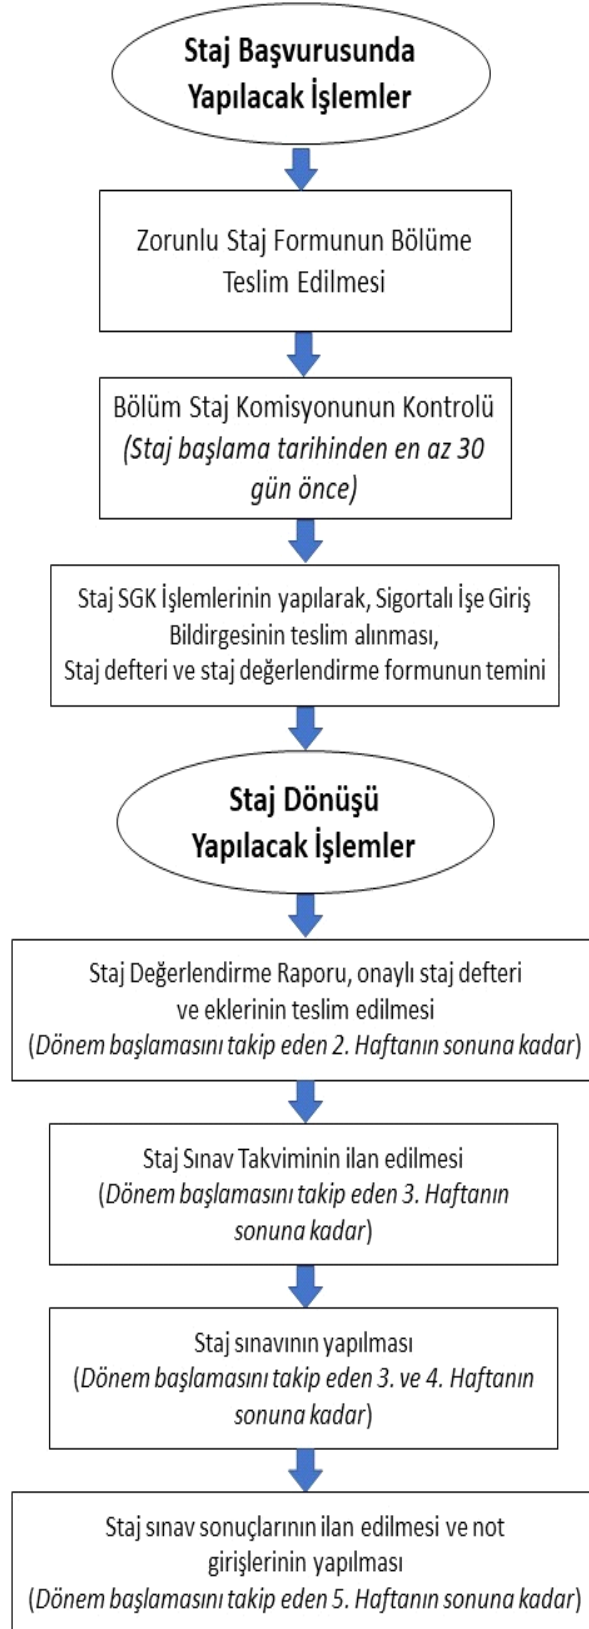 Staj Başvurusunda
Yapılacak İşlemler
Zorunlu Staj Formunun Bölüme
Teslim Edilmesi
Bölüm Staj Komisyonunun Kontrolü
(Staj başlama tarihinden en az 30
gün önce)
Staj SGK İşlemlerinin yapılarak, Sigortalı İşe Giriş
Bildirgesinin teslim alınması,
Staj defteri ve staj değerlendirme formunun temini
Staj Dönüşü
Yapılacak İşlemler
Staj Değerlendirme Raporu, onaylı staj defteri
ve eklerinin teslim edilmesi
(Dönem başlamasını takip eden 2. Haftanın sonuna kadar)
Staj Sınav Takviminin ilan edilmesi
(Dönem başlamasını takip eden 3. Haftanın
sonuna kadar)
Staj sınavının yapılması
(Dönem başlamasını takip eden 3. ve 4. Haftanın
sonuna kadar)
Staj sınav sonuçlarının ilan edilmesi ve not
girişlerinin yapılması
(Dönem başlamasını takip eden 5. Haftanın sonuna kadar)